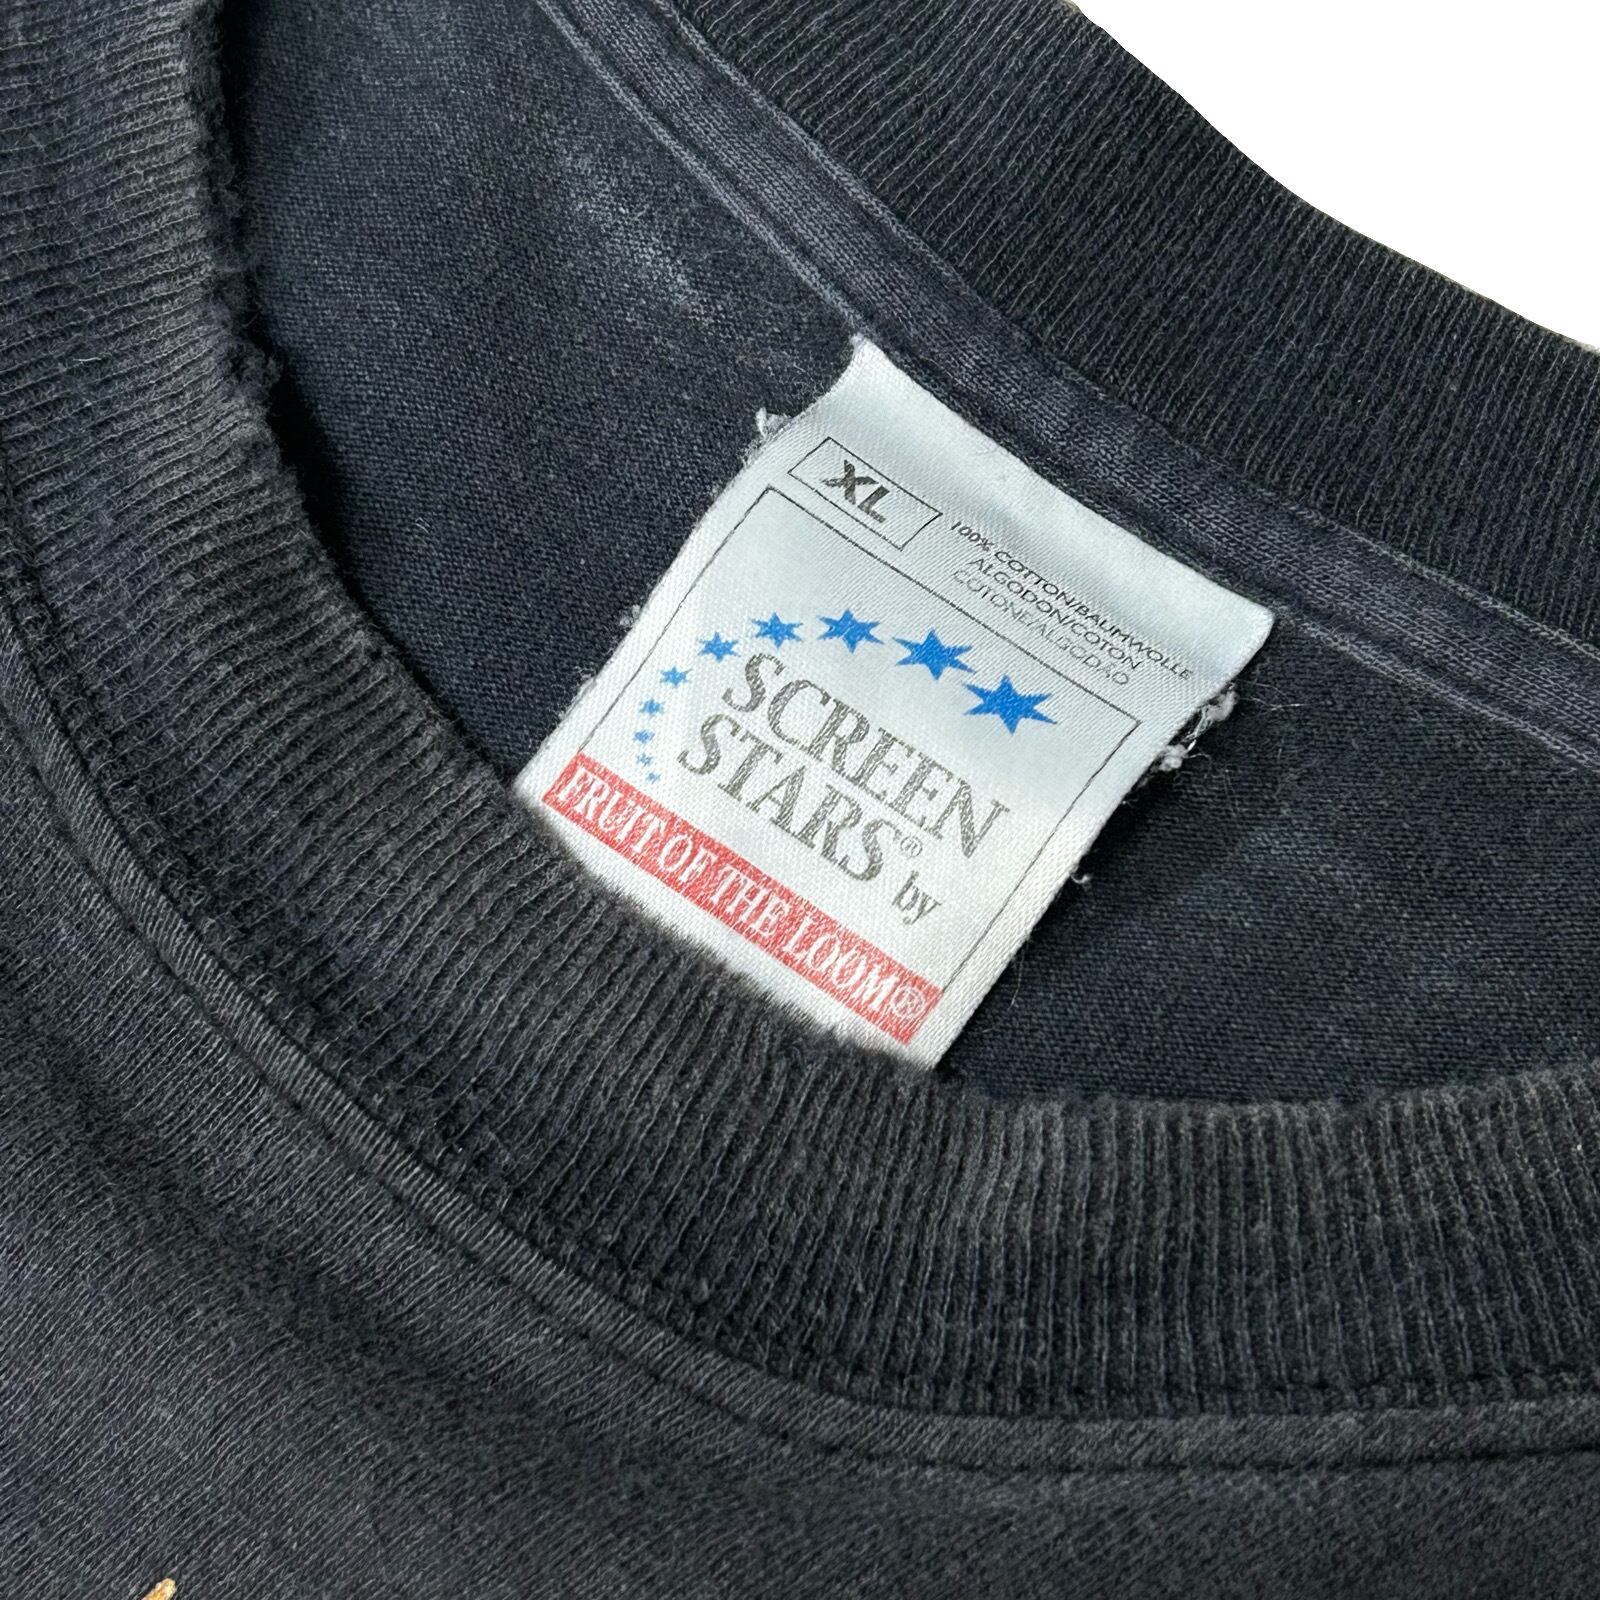 XL
100% COTTON/BAUMWOLLE
ALGODON/COTON
COTONE/ALGODÃO
SCREEN
STARS® by
FRUIT OF THE LOOM®